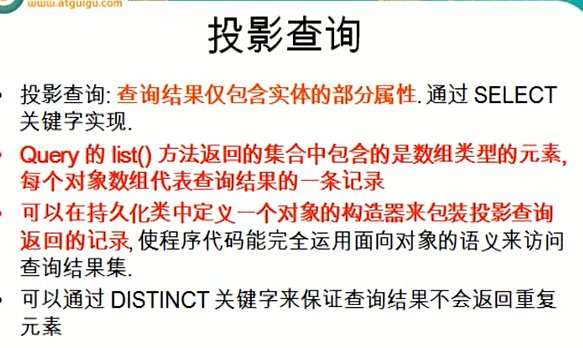 www.atguigu.com
投影查询
投影查询: 查询结果仅包含实体的部分属性. 通过 SELECT
关键字实现.
Query 的 list() 方法返回的集合中包含的是数组类型的元素,
每个对象数组代表查询结果的一条记录
可以在持久化类中定义一个对象的构造器来包装投影查询
返回的记录, 使程序代码能完全运用面向对象的语义来访问
查询结果集.
可以通过 DISTINCT 关键字来保证查询结果不会返回重复
元素